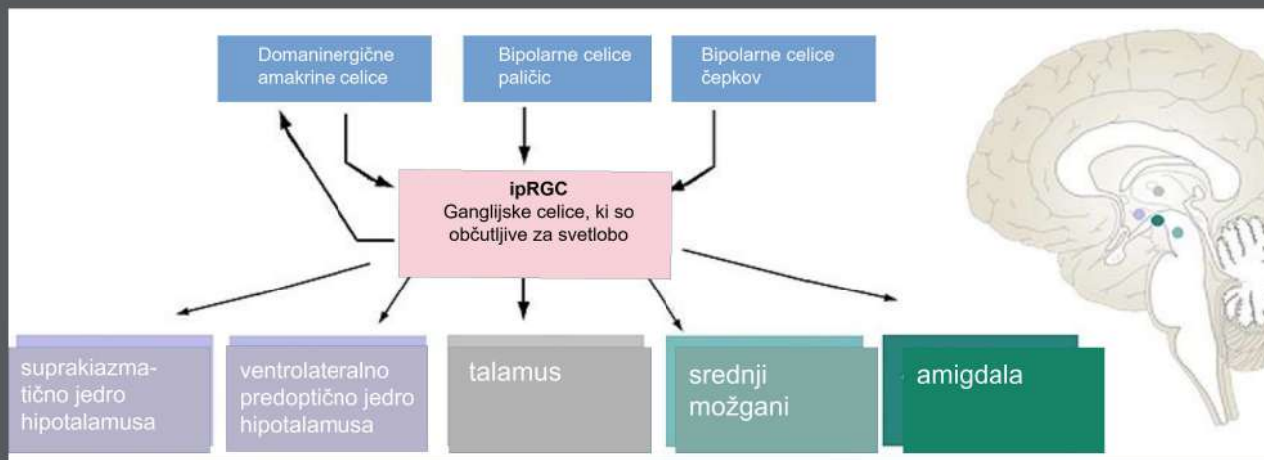 Domaninergične
amakrine celice
Bipolarne celice
paličic
Bipolarne celice
čepkov
ipRGC
Ganglijske celice, ki so
občutljive za svetlobo
suprakiazma-
tično jedro
hipotalamusa
ventrolateralno
predoptično jedro
hipotalamusa
talamus
srednji
možgani
amigdala